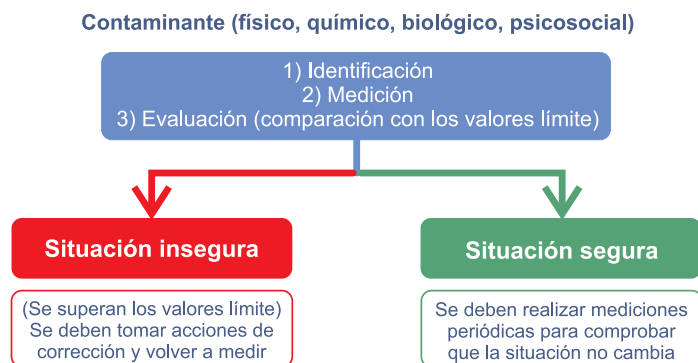 Contaminante (físico, químico, biológico, psicosocial)
1) Identificación
2) Medición
3) Evaluación (comparación con los valores límite)
Situación insegura
(Se superan los valores límite)
Se deben tomar acciones de
corrección y volver a medir
Situación segura
Se deben realizar mediciones
periódicas para comprobar
que la situación no cambia